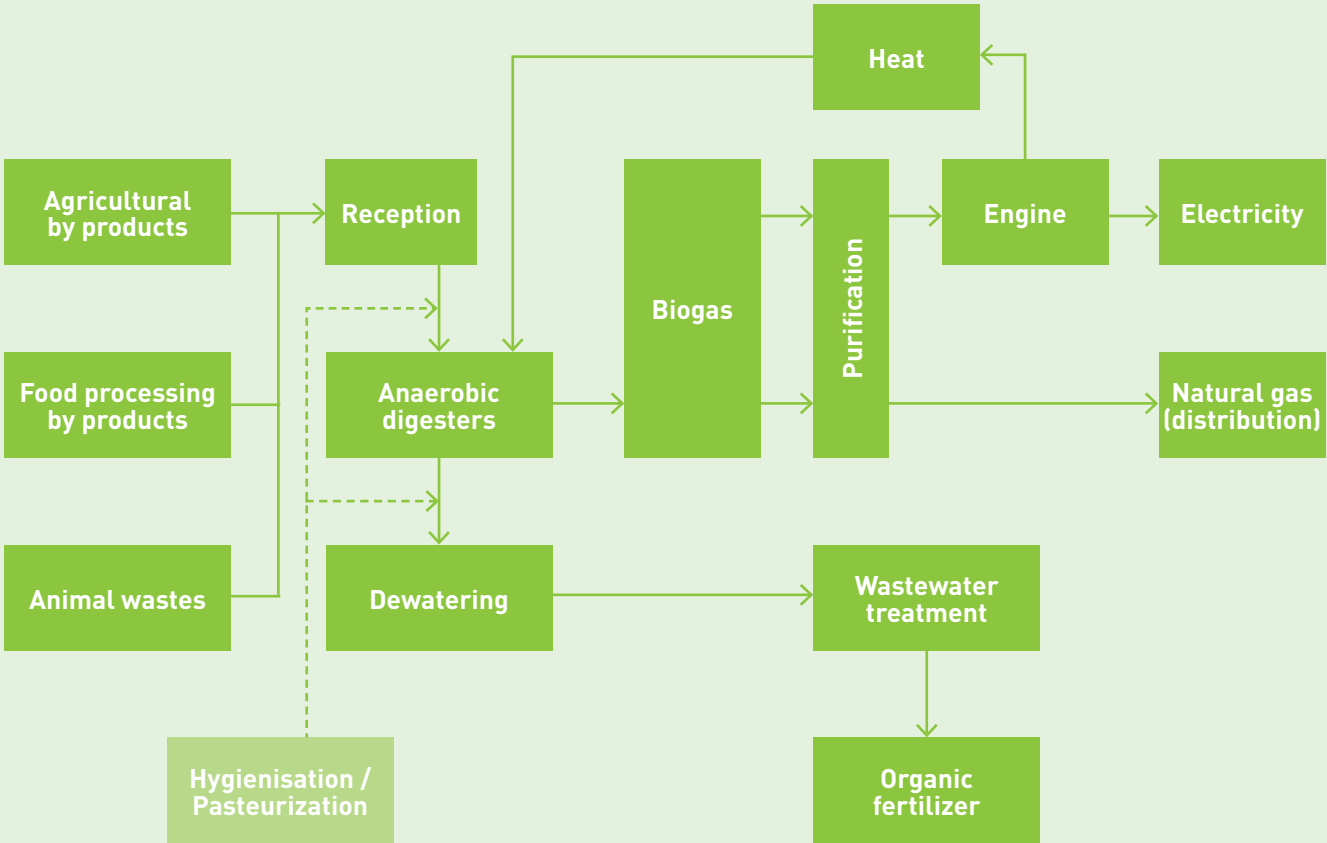 Heat
Agricultural
by products
Reception
Engine
Electricity
Biogas
Purification
Food processing
by products
Anaerobic
digesters
Natural gas
(distribution)
Animal wastes
Dewatering
Wastewater
treatment
Hygienisation /
Pasteurization
Organic
fertilizer